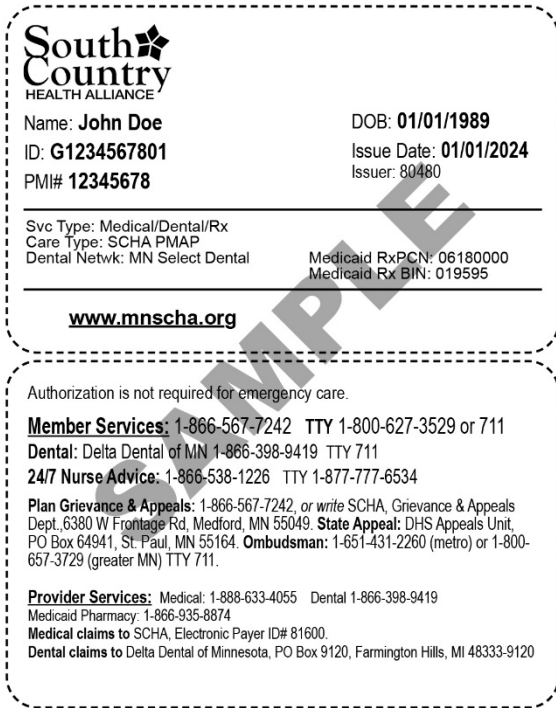 South
Country
HEALTH ALLIANCE
Name: John Doe
DOB: 01/01/1989
ID: G1234567801
Issue Date: 01/01/2024
PMI# 12345678
Issuer: 80480
Svc Type: Medical/Dental/Rx
Care Type: SCHA PMAP
Dental Netwk: MN Select Dental
Medicaid RxPCN: 06180000
Medicaid Rx BIN: 019595
www.mnscha.org
SAMPLE
Authorization is not required for emergency care.
Member Services: 1-866-567-7242 TTY 1-800-627-3529 or 711
Dental: Delta Dental of MN 1-866-398-9419 TTY 711
24/7 Nurse Advice: 1-866-538-1226 TTY 1-877-777-6534
Plan Grievance & Appeals: 1-866-567-7242, or write SCHA, Grievance & Appeals
Dept.,6380 W Frontage Rd, Medford, MN 55049. State Appeal: DHS Appeals Unit,
PO Box 64941, St. Paul, MN 55164. Ombudsman: 1-651-431-2260 (metro) or 1-800-
657-3729 (greater MN) TTY 711.
Provider Services: Medical: 1-888-633-4055 Dental 1-866-398-9419
Medicaid Pharmacy: 1-866-935-8874
Medical claims to SCHA, Electronic Payer ID# 81600.
Dental claims to Delta Dental of Minnesota, PO Box 9120, Farmington Hills, MI 48333-9120